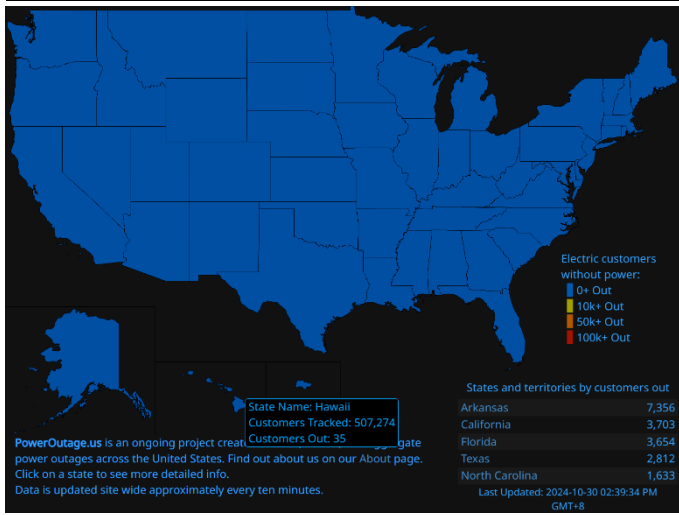 Electric customers
without power:
0+ Out
10k+ Out
50k+ Out
100k+ Out
State Name: Hawaii
Customers Tracked: 507,274
Customers Out: 35
States and territories by customers out
Arkansas 7,356
California 3,703
Florida 3,654
Texas 2,812
North Carolina 1,633
Last Updated: 2024-10-30 02:39:34 PM
GMT+8
PowerOutage.us is an ongoing project
power outages across the United States. Find out about us on our About page.
Click on a state to see more detailed info.
Data is updated site wide approximately every ten minutes.